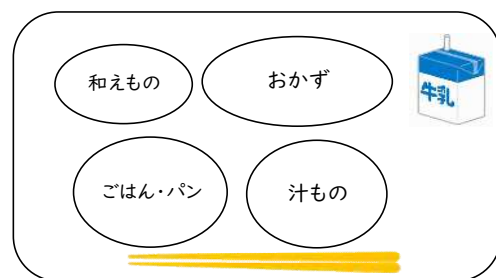 和えもの
おかず
牛乳
ごはん・パン
汁もの